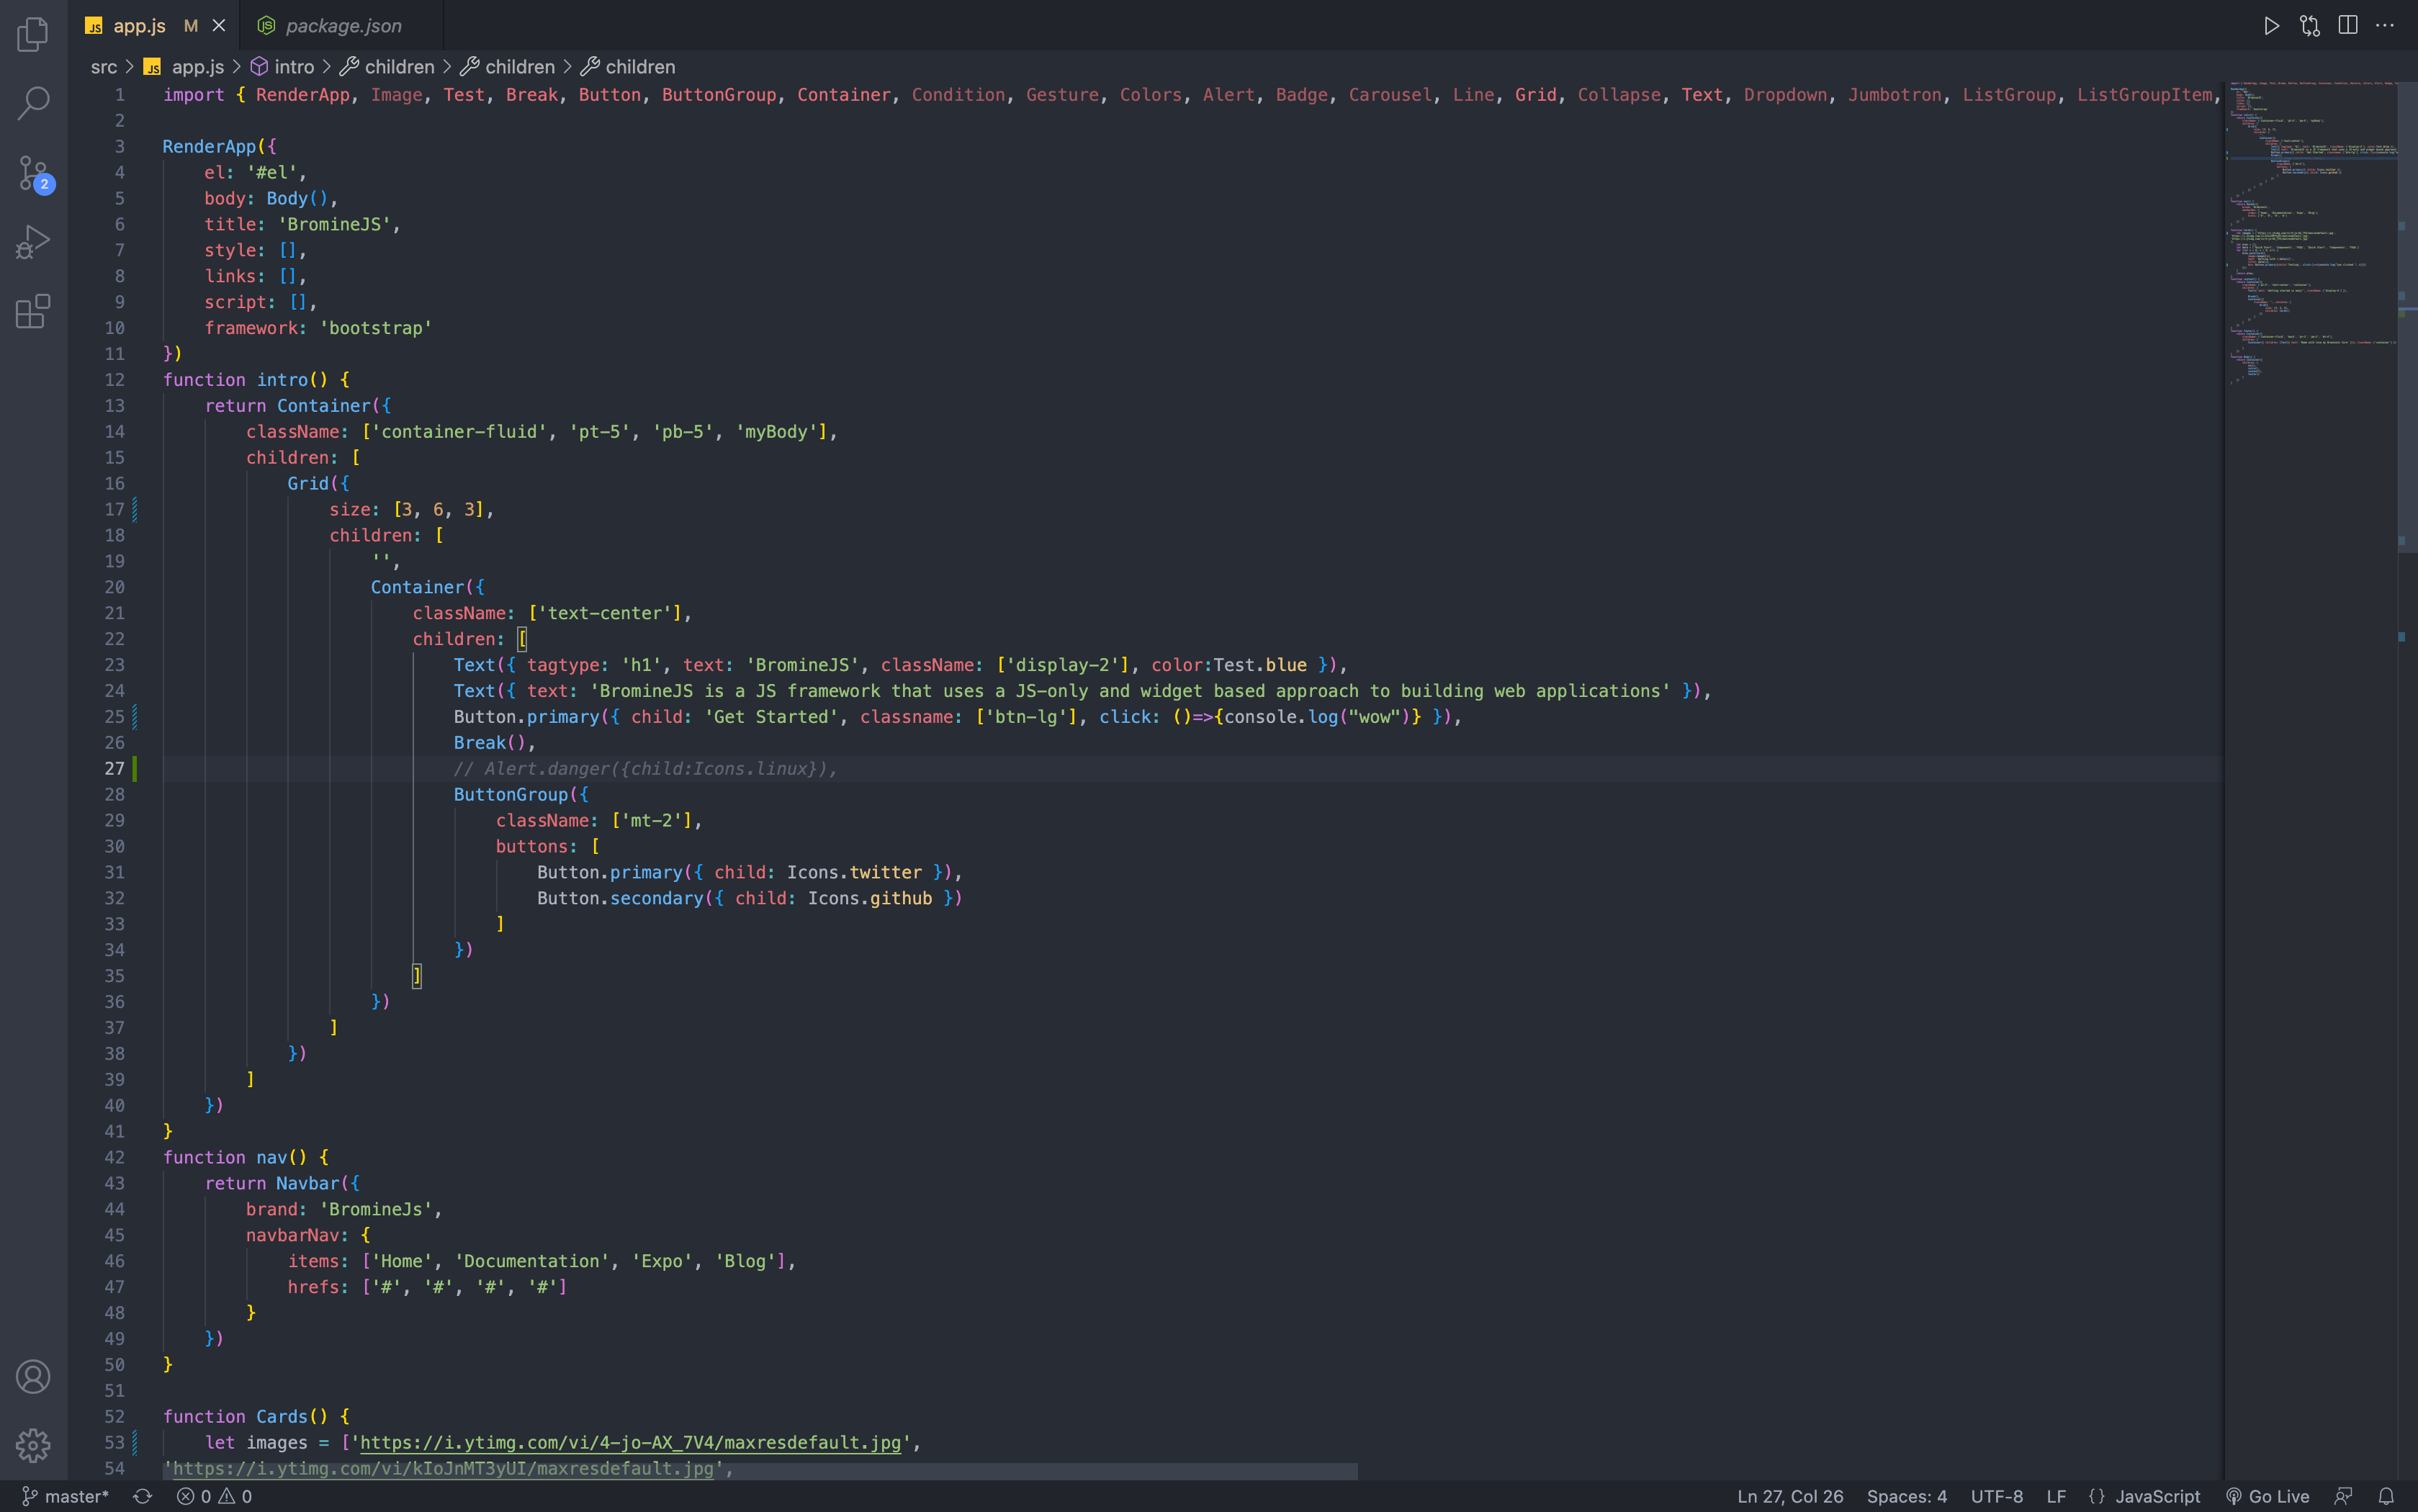 app.js M
package.json
src > app.js > intro > children > children > children
1 import { RenderApp, Image, Test, Break, Button, ButtonGroup, Container, Condition, Gesture, Colors, Alert, Badge, Carousel, Line, Grid, Collapse, Text, Dropdown, Jumbotron, ListGroup, ListGroupItem,
2
3 RenderApp({
4 el: '#el',
5 body: Body(),
6 title: 'BromineJS',
7 style: [],
8 links: [],
9 script: [],
10 framework: 'bootstrap'
11 })
12 function intro() {
13 return Container({
14 className: ['container-fluid', 'pt-5', 'pb-5', 'myBody'],
15 children: [
16 Grid({
17 size: [3, 6, 3],
18 children: [
19 '',
20 Container({
21 className: ['text-center'],
22 children: [
23 Text({ tagtype: 'h1', text: 'BromineJS', className: ['display-2'], color:Test.blue }),
24 Text({ text: 'BromineJS is a JS framework that uses a JS-only and widget based approach to building web applications' }),
25 Button.primary({ child: 'Get Started', classname: ['btn-lg'], click: ()=>{console.log("wow")} }),
26 Break(),
27 // Alert.danger({child:Icons.linux}),
28 ButtonGroup({
29 className: ['mt-2'],
30 buttons: [
31 Button.primary({ child: Icons.twitter }),
32 Button.secondary({ child: Icons.github })
33 ]
34 })
35 ]
36 })
37 ]
38 })
39 ]
40 })
41 }
42 function nav() {
43 return Navbar({
44 brand: 'BromineJs',
45 navbarNav: {
46 items: ['Home', 'Documentation', 'Expo', 'Blog'],
47 hrefs: ['#', '#', '#', '#']
48 }
49 })
50 }
51
52 function Cards() {
53 let images = ['https://i.ytimg.com/vi/4-jo-AX_7V4/maxresdefault.jpg',
54 'https://i.ytimg.com/vi/kIoJnMT3yUI/maxresdefault.jpg',
2
master* 0 0 Ln 27, Col 26 Spaces: 4 UTF-8 LF {} JavaScript Go Live